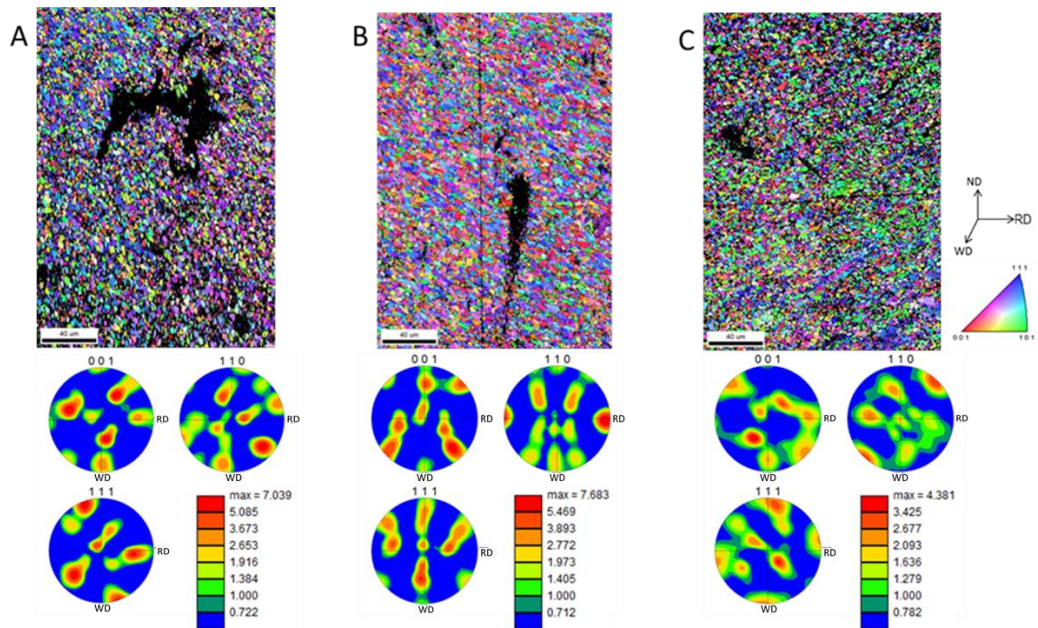 A
B
C
40 um
40 um
40 um
ND
RD
WD
1 1 1
0 0 1
1 0 1
0 0 1
1 1 0
RD
RD
WD
WD
1 1 1
RD
WD
max = 7.039
5.085
3.673
2.653
1.916
1.384
1.000
0.722
0 0 1
1 1 0
RD
RD
WD
WD
1 1 1
RD
WD
max = 7.683
5.469
3.893
2.772
1.973
1.405
1.000
0.712
0 0 1
1 1 0
RD
RD
WD
WD
1 1 1
RD
WD
max = 4.381
3.425
2.677
2.093
1.636
1.279
1.000
0.782